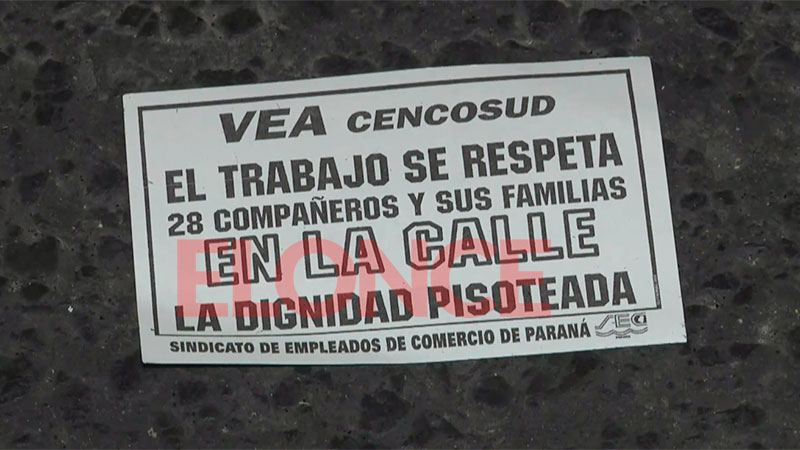 VEA CENCOSUD
EL TRABAJO SE RESPETA
28 COMPAÑEROS Y SUS FAMILIAS
EN LA CALLE
ELONCE
LA DIGNIDAD PISOTEADA
SINDICATO DE EMPLEADOS DE COMERCIO DE PARANÁ